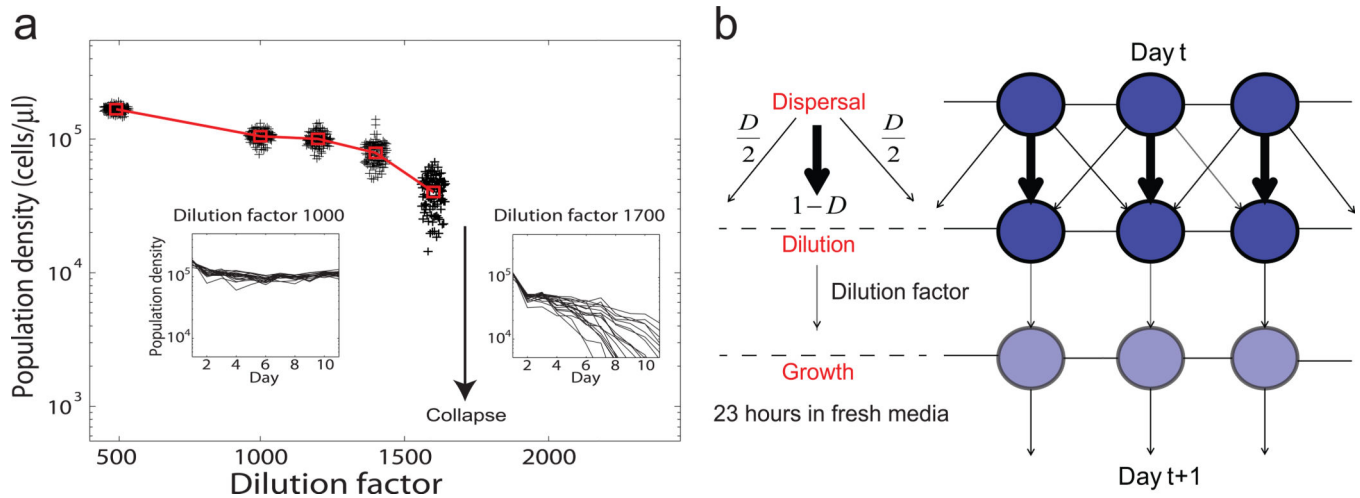 a
Population density (cells/µl)
10^5
10^4
10^3
500
1000
1500
2000
Dilution factor
Dilution factor 1000
Population density
10^5
10^4
2
4
6
8
10
Day
Dilution factor 1700
10^5
10^4
2
4
6
8
10
Day
Collapse
b
Day t
Dispersal
D/2
D/2
1−D
Dilution
Dilution factor
Growth
23 hours in fresh media
Day t+1